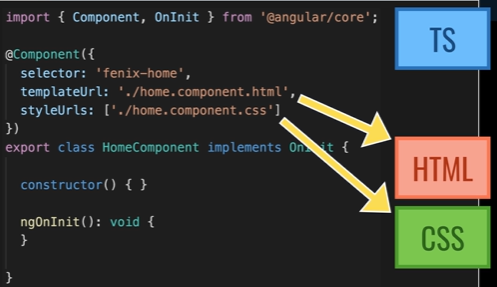 import { Component, OnInit } from '@angular/core';
TS
@Component({
selector: 'fenix-home',
templateUrl: './home.component.html',
styleUrls: ['./home.component.css']
})
export class HomeComponent implements OnInit {
HTML
constructor() { }
CSS
ngOnInit(): void {
}
}